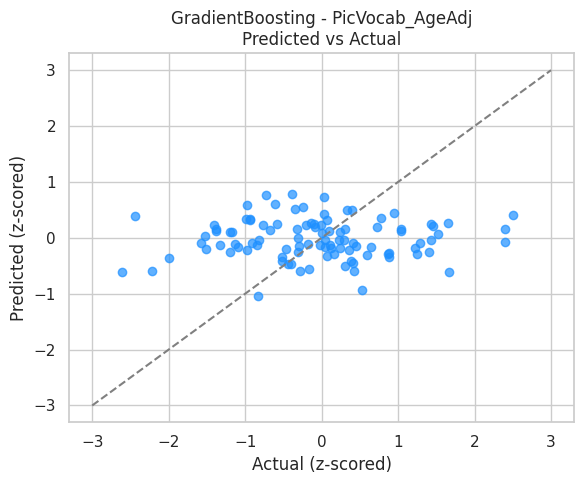 GradientBoosting - PicVocab_AgeAdj
Predicted vs Actual
3
2
1
0
−1
−2
−3
Predicted (z-scored)
−3 −2 −1 0 1 2 3
Actual (z-scored)